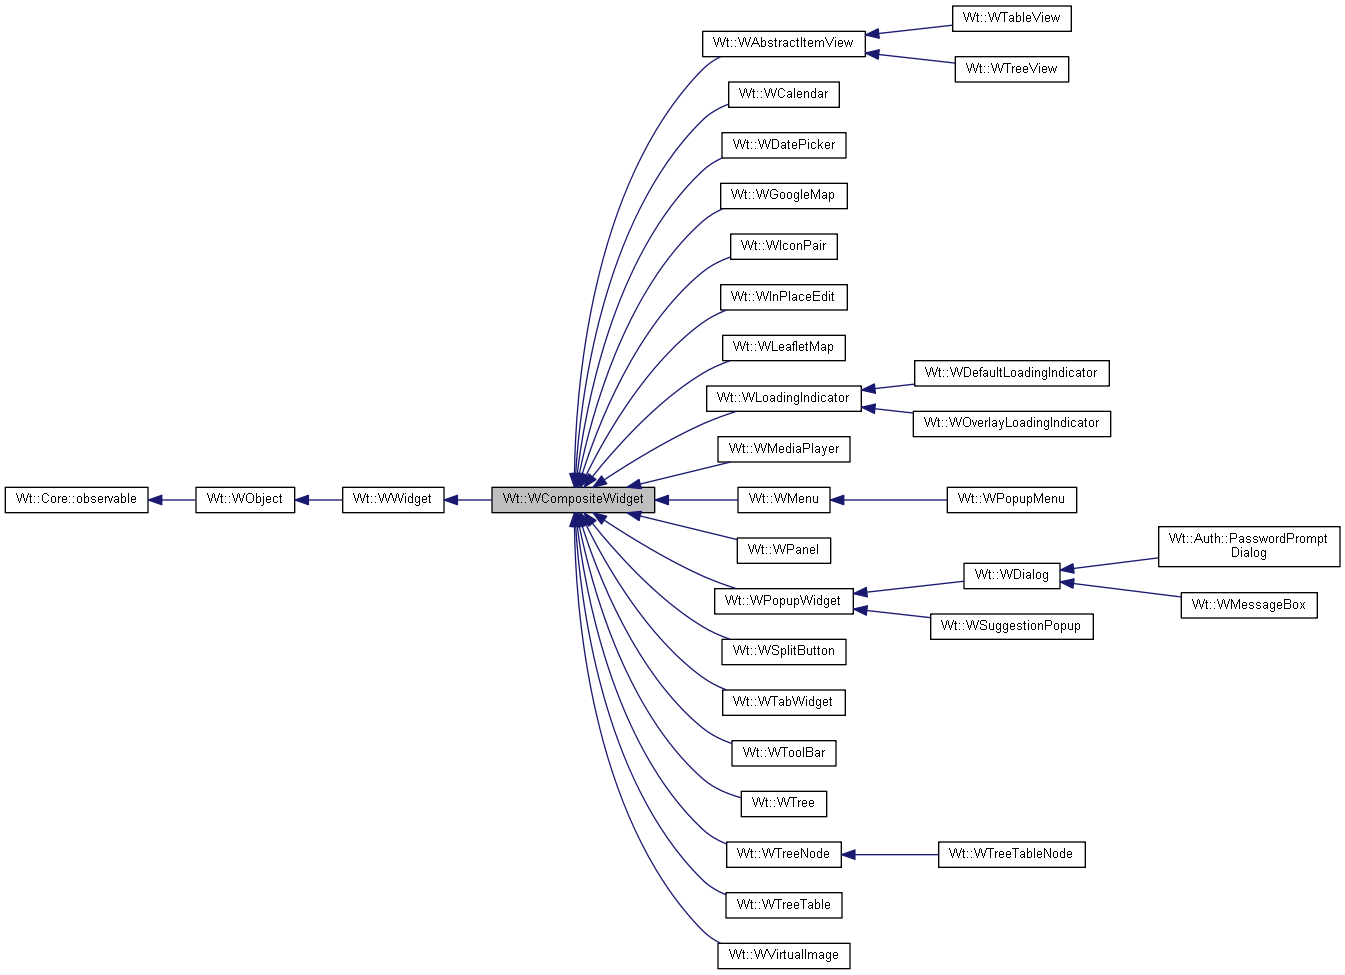 Wt::WTableView
Wt::WAbstractItemView
Wt::WTreeView
Wt::WCalendar
Wt::WDatePicker
Wt::WGoogleMap
Wt::WIconPair
Wt::WInPlaceEdit
Wt::WLeafletMap
Wt::WDefaultLoadingIndicator
Wt::WLoadingIndicator
Wt::WOverlayLoadingIndicator
Wt::WMediaPlayer
Wt::Core::observable
Wt::WObject
Wt::WWidget
Wt::WCompositeWidget
Wt::WMenu
Wt::WPopupMenu
Wt::WPanel
Wt::Auth::PasswordPrompt
Dialog
Wt::WDialog
Wt::WPopupWidget
Wt::WMessageBox
Wt::WSuggestionPopup
Wt::WSplitButton
Wt::WTabWidget
Wt::WToolBar
Wt::WTree
Wt::WTreeNode
Wt::WTreeTableNode
Wt::WTreeTable
Wt::WVirtualImage